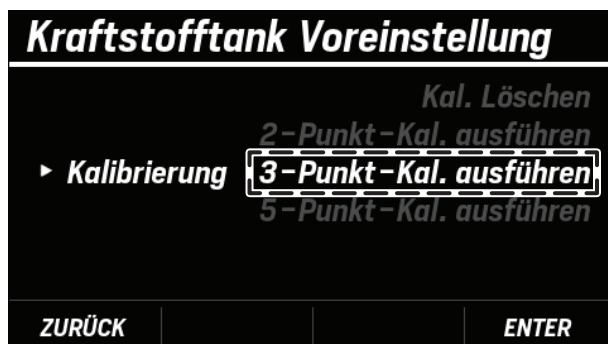 Kraftstofftank Voreinstellung
Kal. Löschen
2-Punkt-Kal. ausführen
Kalibrierung 3-Punkt-Kal. ausführen
5-Punkt-Kal. ausführen
ZURÜCK ENTER